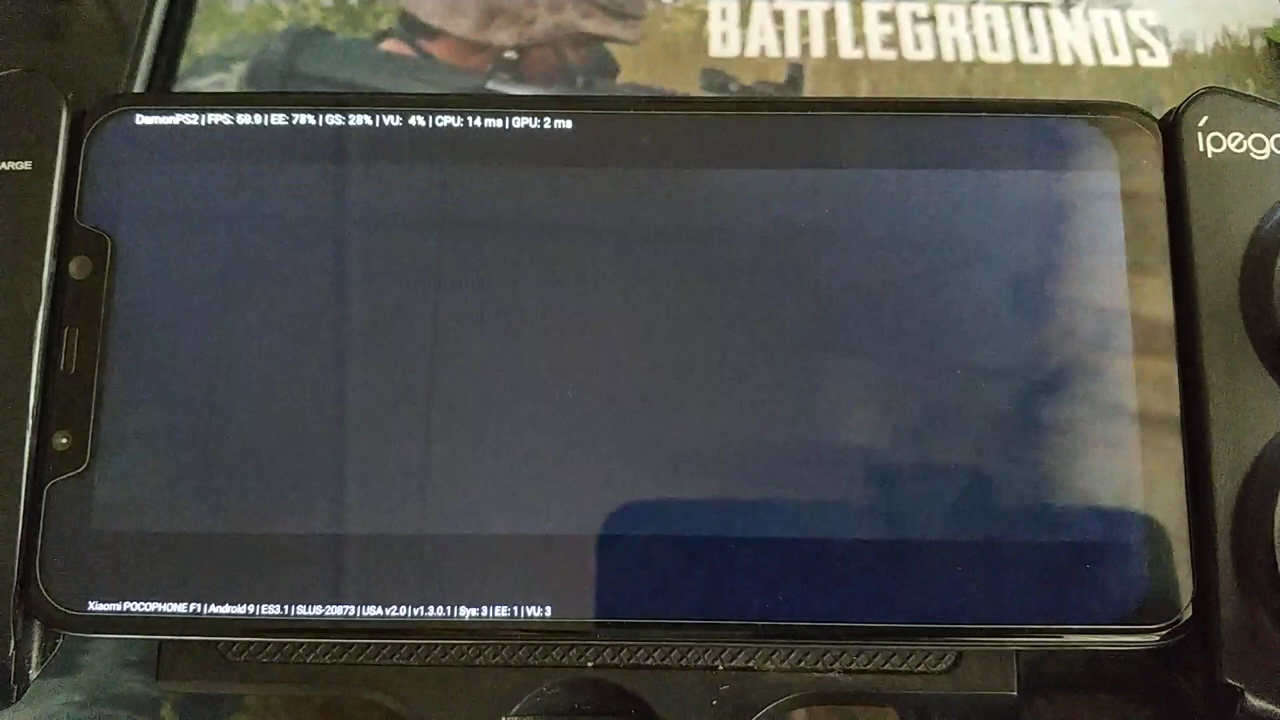 BATTLEGROUNDS
DamonPS2 | FPS: 59.9 | EE: 78% | GS: 28% | VU: 4% | CPU: 14 ms | GPU: 2 ms
ARGE
ípega
Xiaomi POCOPHONE F1 | Android 9 | ES3.1 | SLUS-20873 | USA v2.0 | v1.3.0.1 | Sys: 3 | EE: 1 | VU: 3